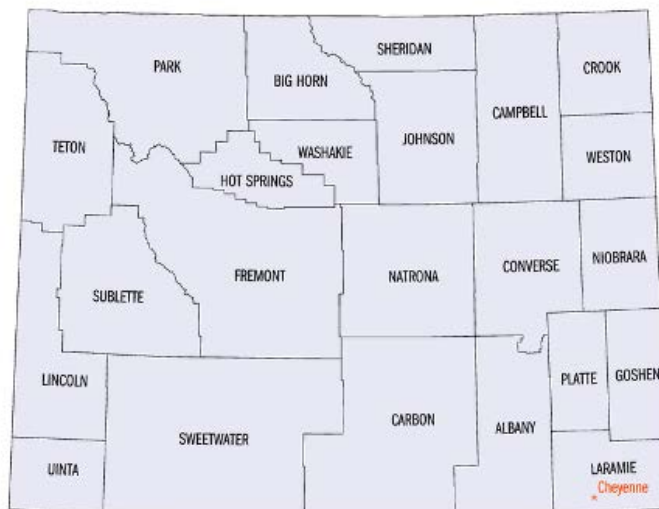 SHERIDAN
PARK
CROOK
BIG HORN
CAMPBELL
JOHNSON
TETON
WASHAKIE
WESTON
HOT SPRINGS
NIOBRARA
CONVERSE
FREMONT
NATRONA
SUBLETTE
PLATTE
GOSHEN
LINCOLN
CARBON
ALBANY
SWEETWATER
UINTA
LARAMIE
Cheyenne